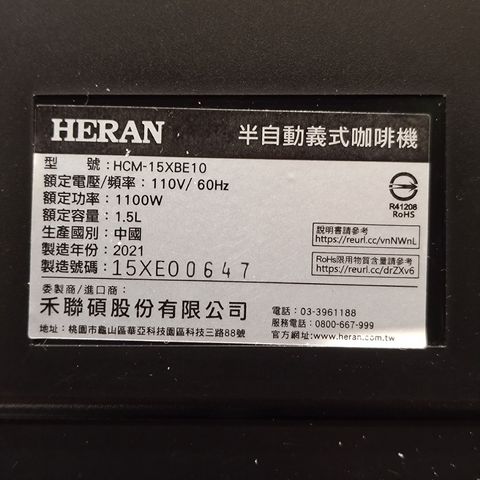 HERAN 半自動義式咖啡機
型 號:HCM-15XBE10
額定電壓/頻率:110V/ 60Hz
額定功率:1100W
額定容量:1.5L
生產國別:中國
製造年份:2021
製造號碼:15XE00647
R41208
RoHS
說明書請參考
https://reurl.cc/vnNWnL
RoHs限用物質含量請參考
https://reurl.cc/drZXv6
委製商/進口商:
禾聯碩股份有限公司
地址:桃園市龜山區華亞科技園區科技三路88號
電話:03-3961188
服務電話:0800-667-999
官方網址:www.heran.com.tw